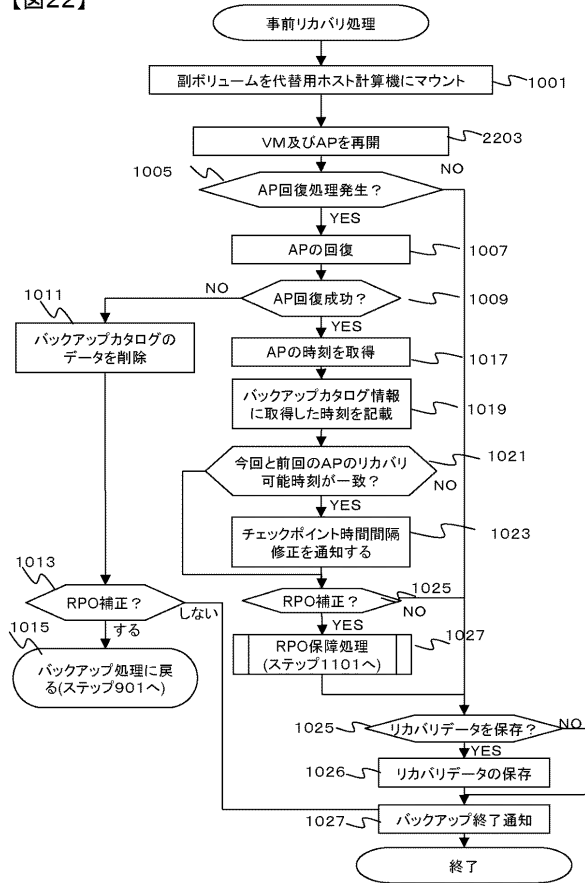 【図22】
事前リカバリ処理
副ボリュームを代替用ホスト計算機にマウント
1001
VM及びAPを再開
2203
1005
NO
AP回復処理発生？
YES
APの回復
1007
NO
AP回復成功？
1009
1011
バックアップカタログの
データを削除
YES
APの時刻を取得
1017
バックアップカタログ情報
に取得した時刻を記載
1019
今回と前回のAPのリカバリ
可能時刻が一致？
1021
NO
YES
チェックポイント時間間隔
修正を通知する
1023
1013
RPO補正？
しない
する
1025
RPO補正？
NO
YES
1015
バックアップ処理に戻
る(ステップ901へ)
RPO保障処理
(ステップ1101へ)
1027
1025
リカバリデータを保存？
NO
YES
1026
リカバリデータの保存
1027
バックアップ終了通知
終了